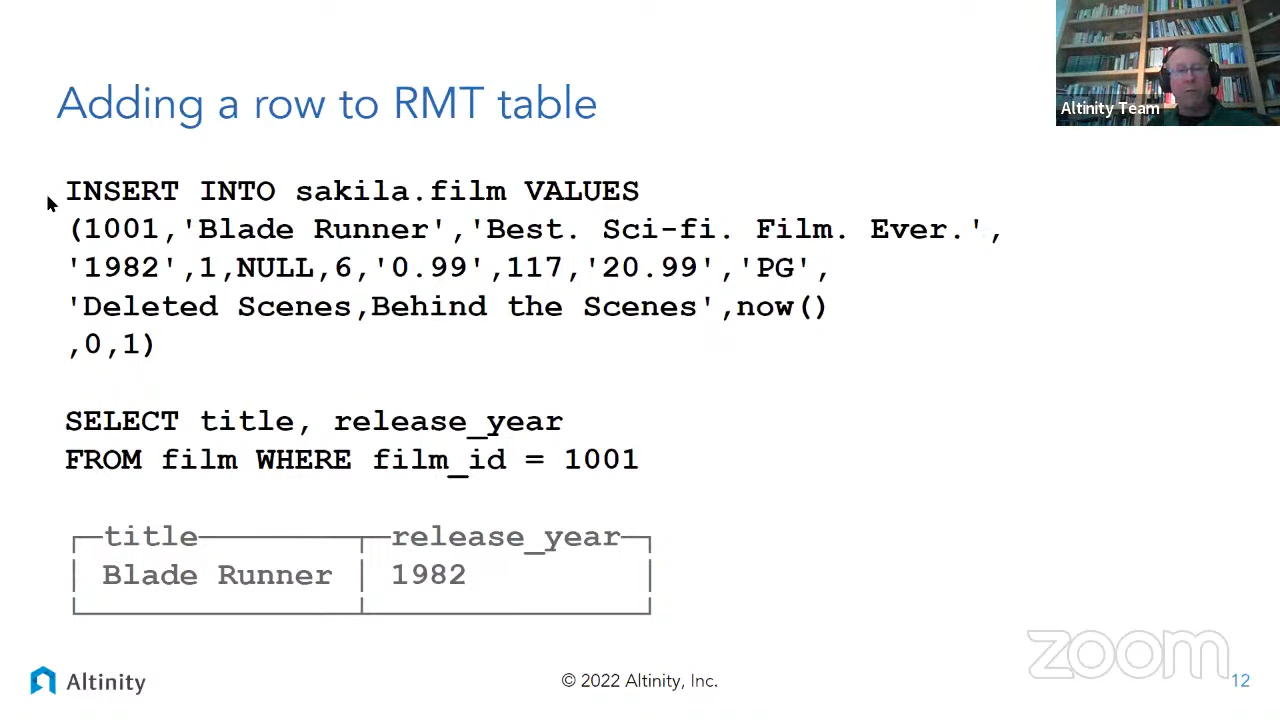 Altinity Team
Adding a row to RMT table
INSERT INTO sakila.film VALUES
(1001,'Blade Runner','Best. Sci-fi. Film. Ever.',
'1982',1,NULL,6,'0.99',117,'20.99','PG',
'Deleted Scenes,Behind the Scenes',now()
,0,1)
SELECT title, release_year
FROM film WHERE film_id = 1001
title release_year
Blade Runner 1982
zoom
Altinity
© 2022 Altinity, Inc.
12